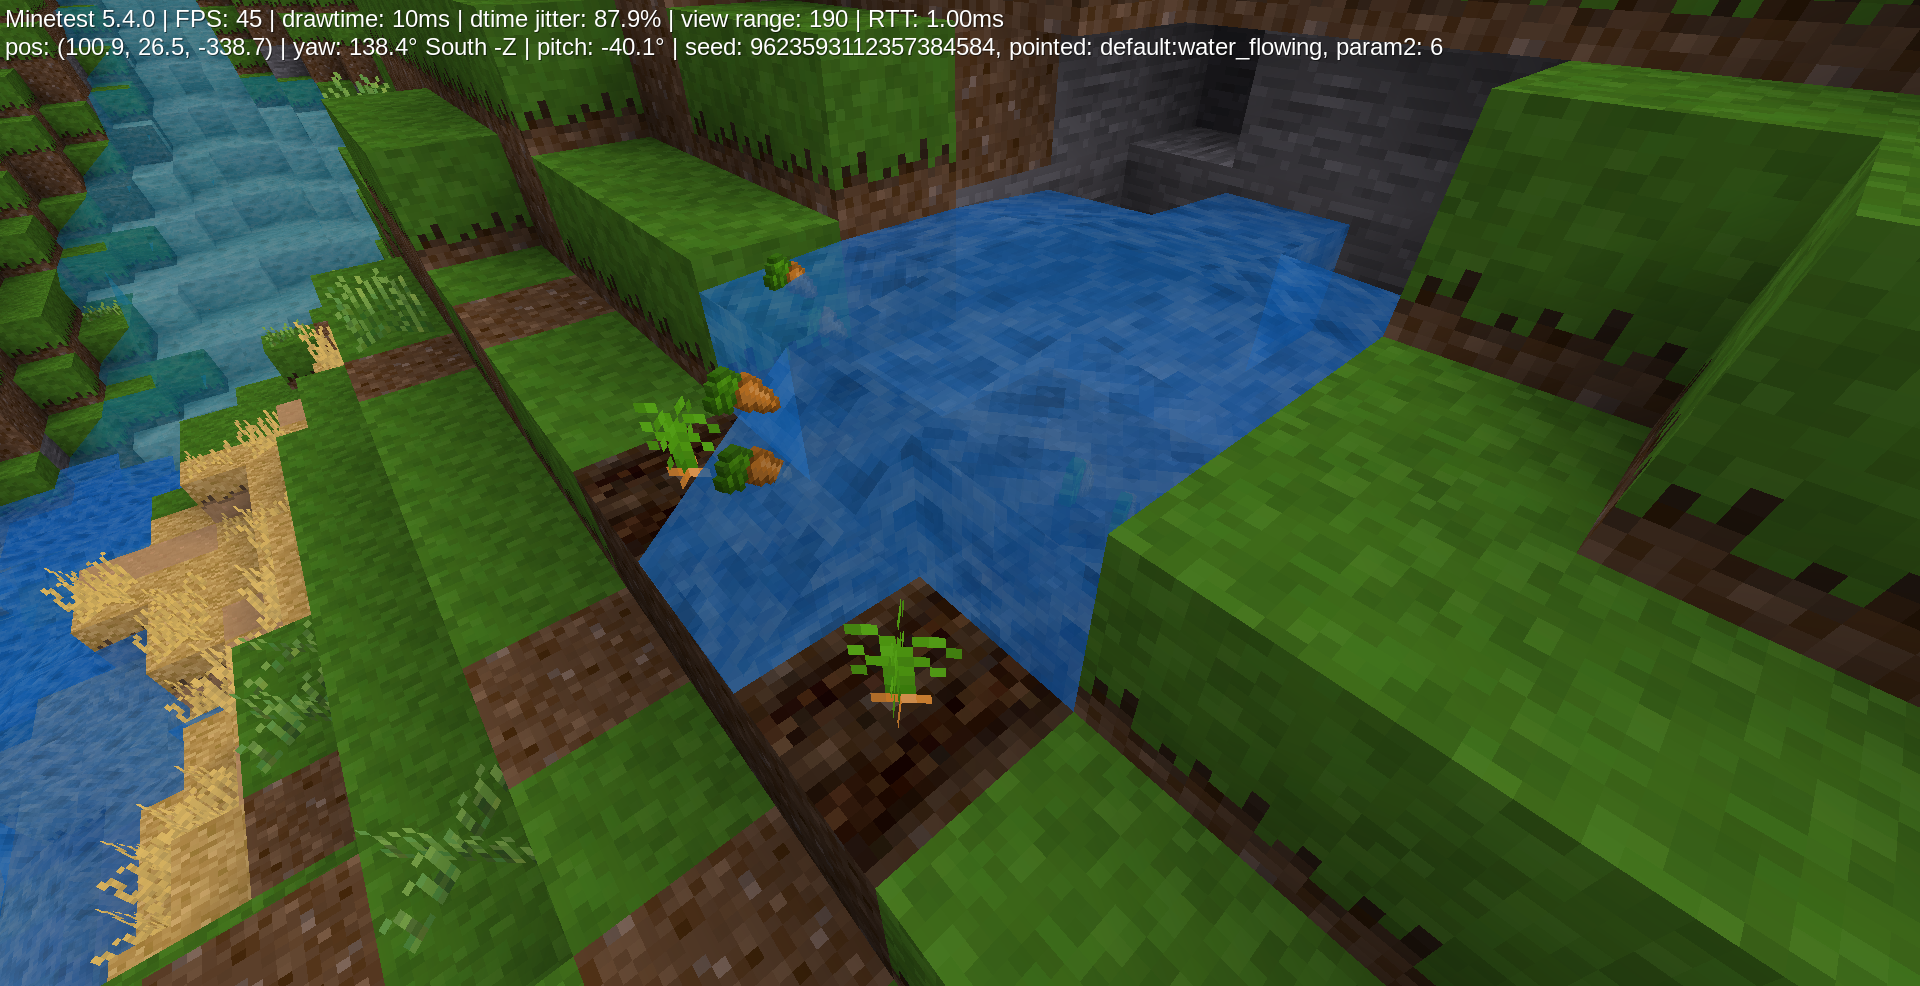 Minetest 5.4.0 | FPS: 45 | drawtime: 10ms | dtime jitter: 87.9% | view range: 190 | RTT: 1.00ms
pos: (100.9, 26.5, -338.7) | yaw: 138.4° South -Z | pitch: -40.1° | seed: 9623593112357384584, pointed: default:water_flowing, param2: 6